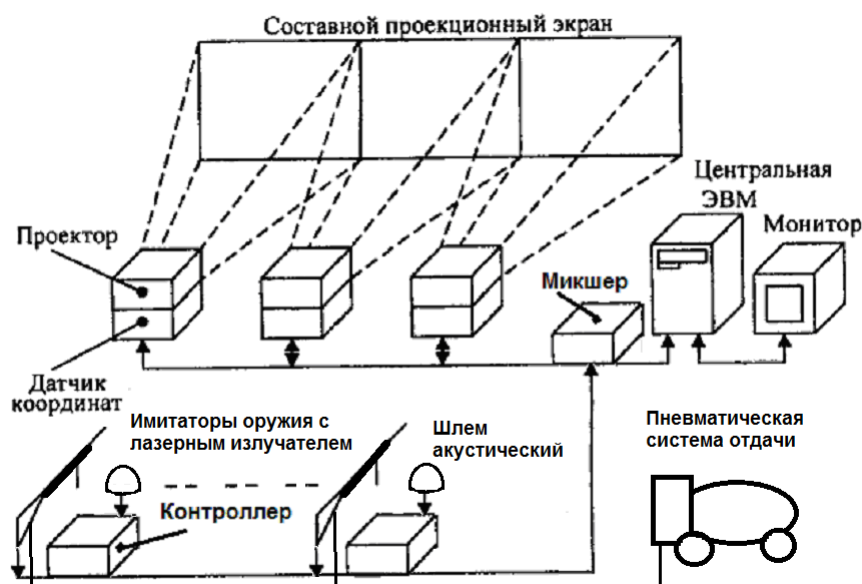 Составной проекционный экран
Центральная
ЭВМ
Монитор
Проектор
Микшер
Датчик
координат
Имитаторы оружия с
лазерным излучателем
Шлем
акустический
Пневматическая
система отдачи
Контроллер